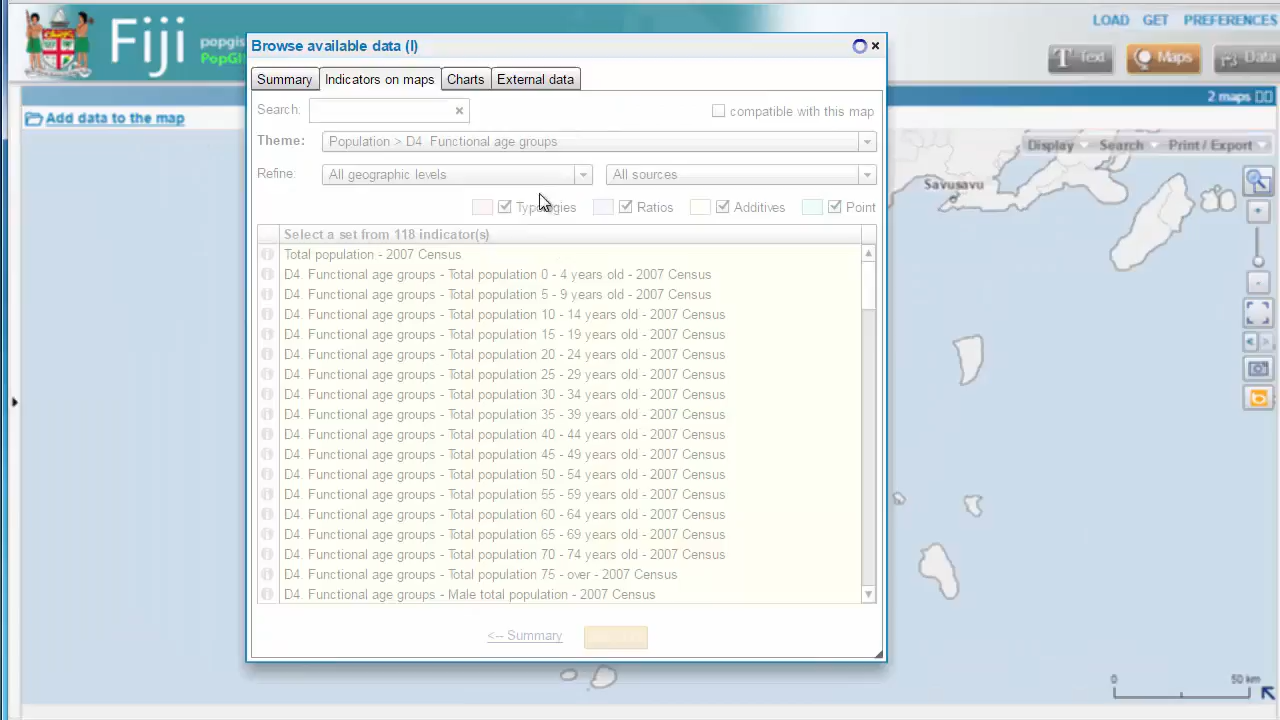 LOAD GET PREFERENCES
Fiji
popgis
PopGI
Text
Maps
Data
2 maps
Add data to the map
Display Search Print / Export
Savusavu
Browse available data (I)
Summary Indicators on maps Charts External data
Search: compatible with this map
Theme: Population > D4 Functional age groups
Refine: All geographic levels All sources
Typologies Ratios Additives Point
Select a set from 118 indicator(s)
Total population - 2007 Census
D4. Functional age groups - Total population 0 - 4 years old - 2007 Census
D4. Functional age groups - Total population 5 - 9 years old - 2007 Census
D4. Functional age groups - Total population 10 - 14 years old - 2007 Census
D4. Functional age groups - Total population 15 - 19 years old - 2007 Census
D4. Functional age groups - Total population 20 - 24 years old - 2007 Census
D4. Functional age groups - Total population 25 - 29 years old - 2007 Census
D4. Functional age groups - Total population 30 - 34 years old - 2007 Census
D4. Functional age groups - Total population 35 - 39 years old - 2007 Census
D4. Functional age groups - Total population 40 - 44 years old - 2007 Census
D4. Functional age groups - Total population 45 - 49 years old - 2007 Census
D4. Functional age groups - Total population 50 - 54 years old - 2007 Census
D4. Functional age groups - Total population 55 - 59 years old - 2007 Census
D4. Functional age groups - Total population 60 - 64 years old - 2007 Census
D4. Functional age groups - Total population 65 - 69 years old - 2007 Census
D4. Functional age groups - Total population 70 - 74 years old - 2007 Census
D4. Functional age groups - Total population 75 - over - 2007 Census
D4. Functional age groups - Male total population - 2007 Census
<-- Summary
0 50 km